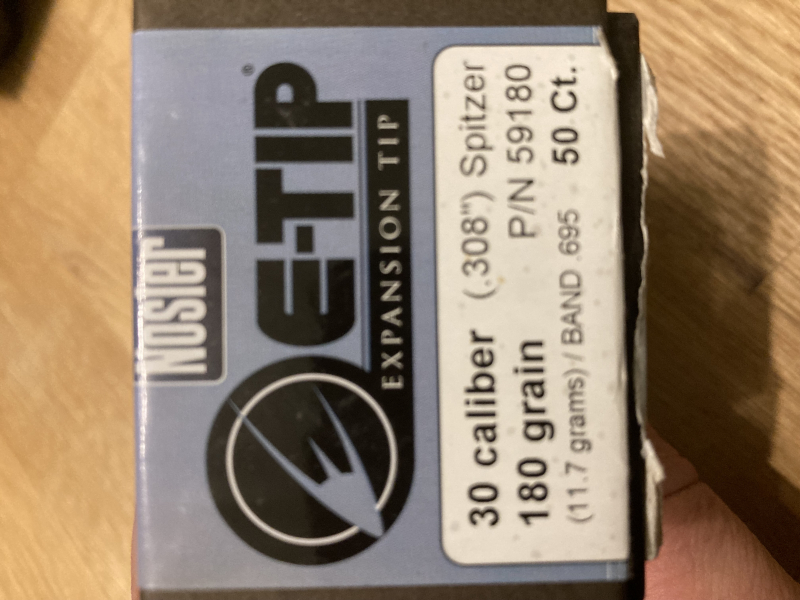 Nosler
E-TIP®
EXPANSION TIP
30 caliber (.308") Spitzer
180 grain P/N 59180
(11.7 grams) / BAND .695 50 Ct.